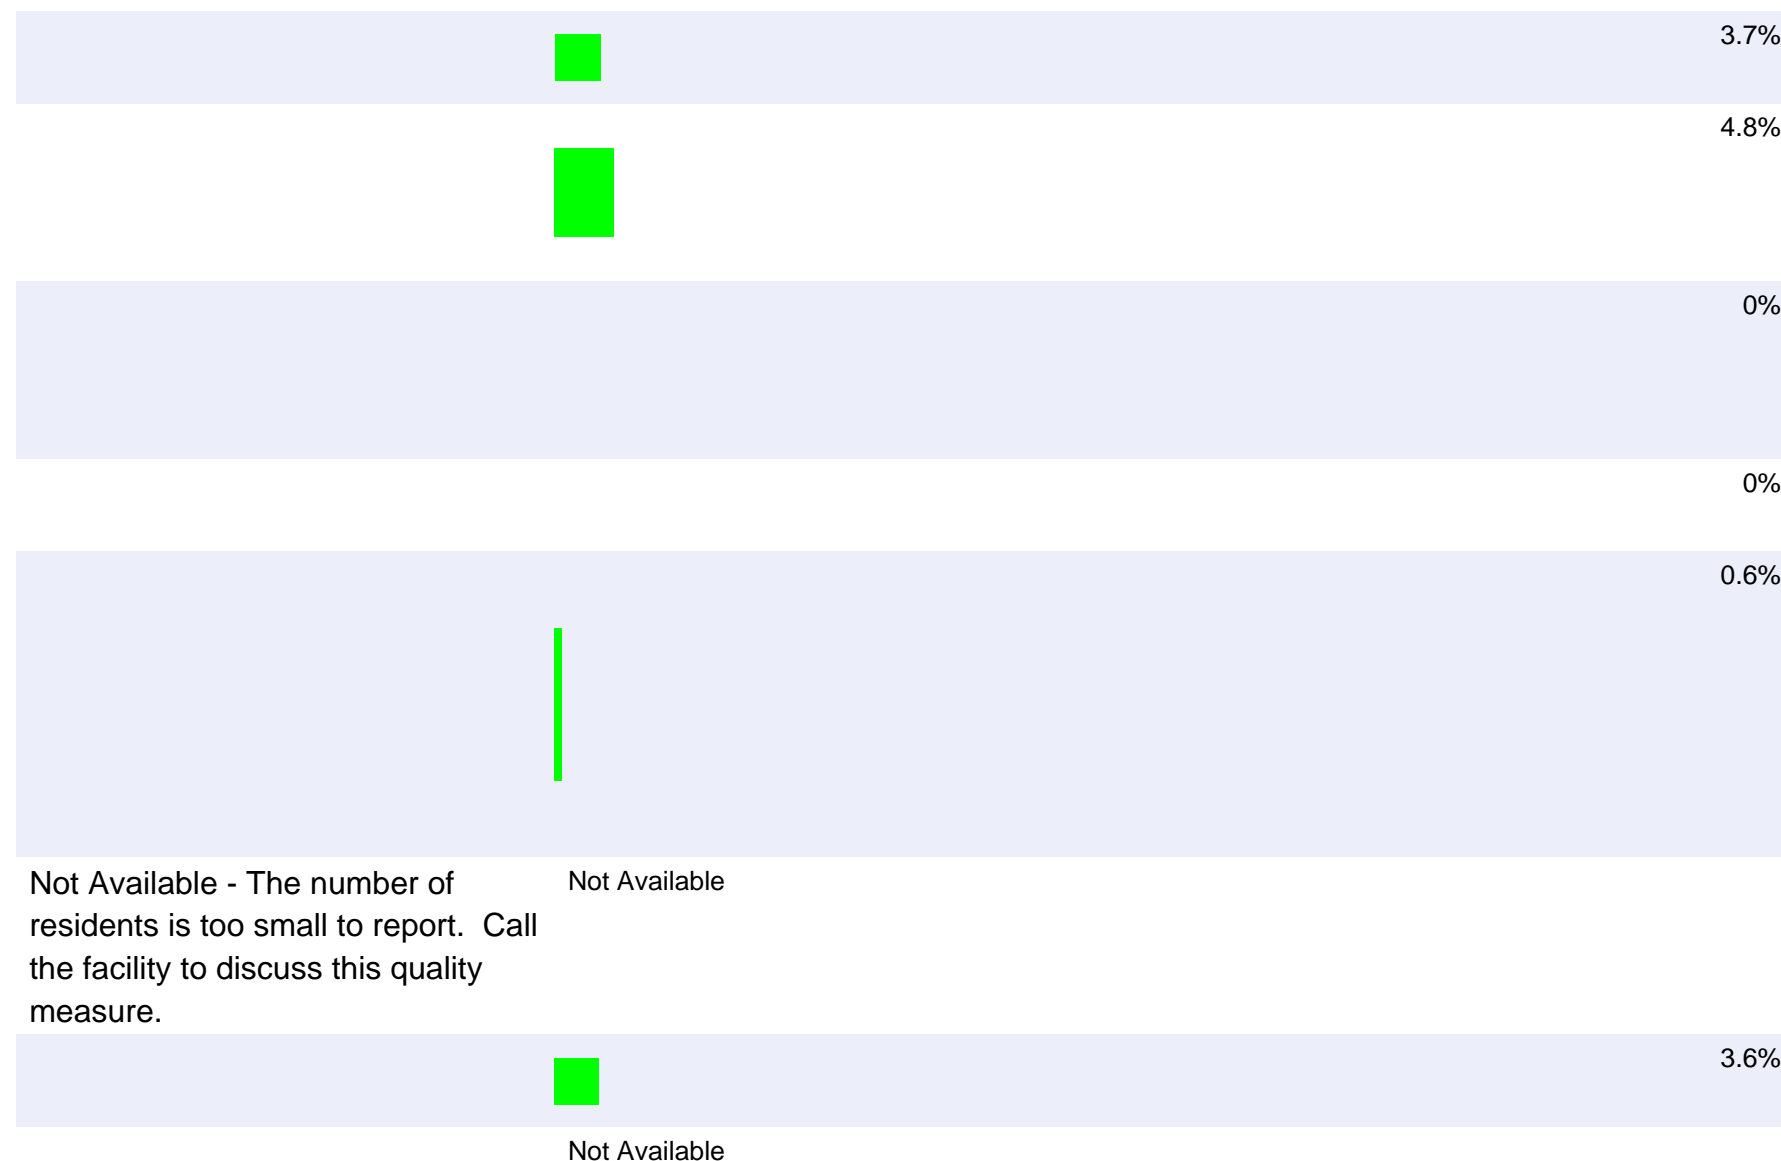 3.7%
4.8%
0%
0%
0.6%
Not Available - The number of
residents is too small to report.  Call
the facility to discuss this quality
measure.
Not Available
3.6%
Not Available